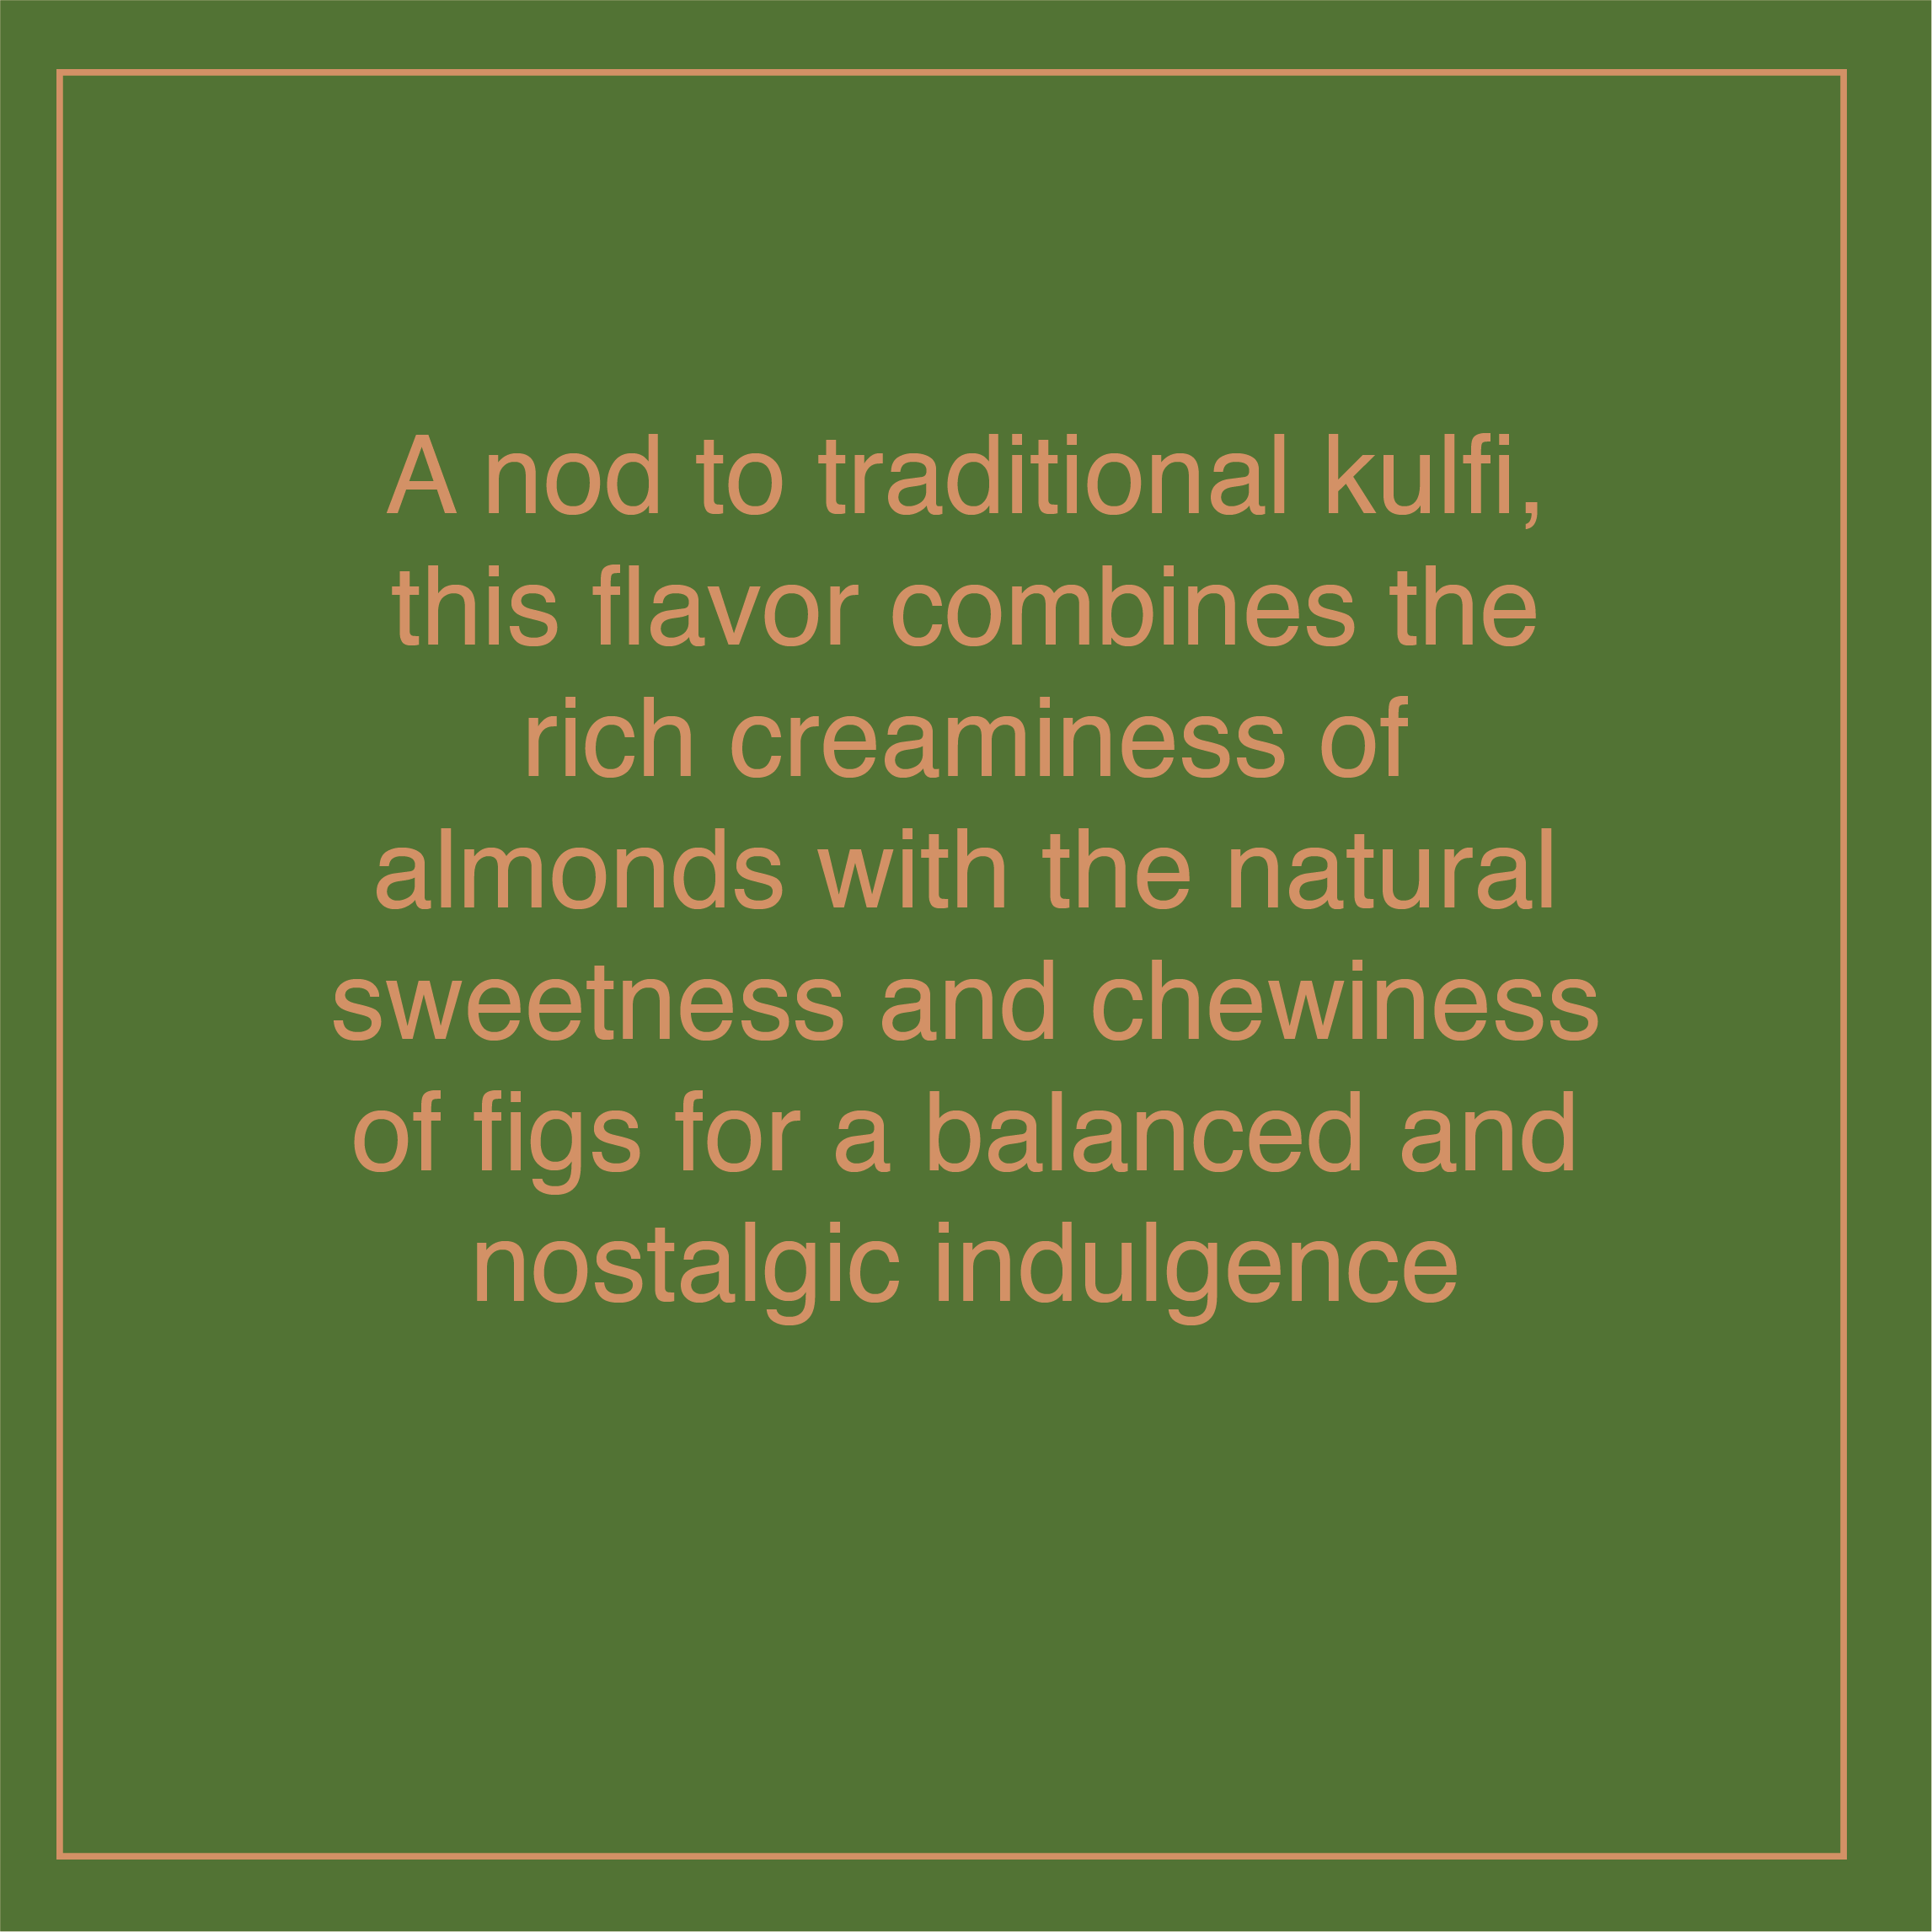 A nod to traditional kulfi,
this flavor combines the
rich creaminess of
almonds with the natural
sweetness and chewiness
of figs for a balanced and
nostalgic indulgence